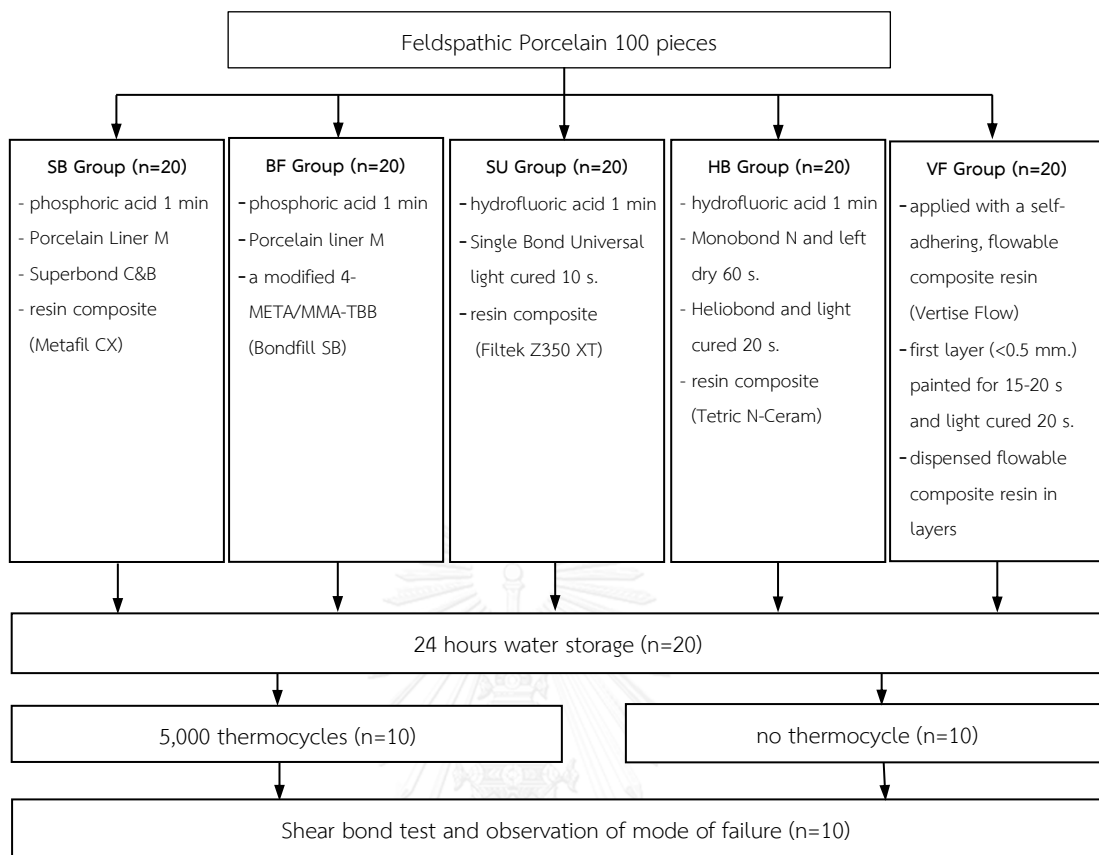 Feldspathic Porcelain 100 pieces
SB Group (n=20)
- phosphoric acid 1 min
- Porcelain Liner M
- Superbond C&B
- resin composite
(Metafil CX)
BF Group (n=20)
- phosphoric acid 1 min
- Porcelain liner M
- a modified 4-
META/MMA-TBB
(Bondfill SB)
SU Group (n=20)
- hydrofluoric acid 1 min
- Single Bond Universal
light cured 10 s.
- resin composite
(Filtek Z350 XT)
HB Group (n=20)
- hydrofluoric acid 1 min
- Monobond N and left
dry 60 s.
- Heliobond and light
cured 20 s.
- resin composite
(Tetric N-Ceram)
VF Group (n=20)
- applied with a self-
adhering, flowable
composite resin
(Vertise Flow)
- first layer (<0.5 mm.)
painted for 15-20 s
and light cured 20 s.
- dispensed flowable
composite resin in
layers
24 hours water storage (n=20)
5,000 thermocycles (n=10)
no thermocycle (n=10)
Shear bond test and observation of mode of failure (n=10)